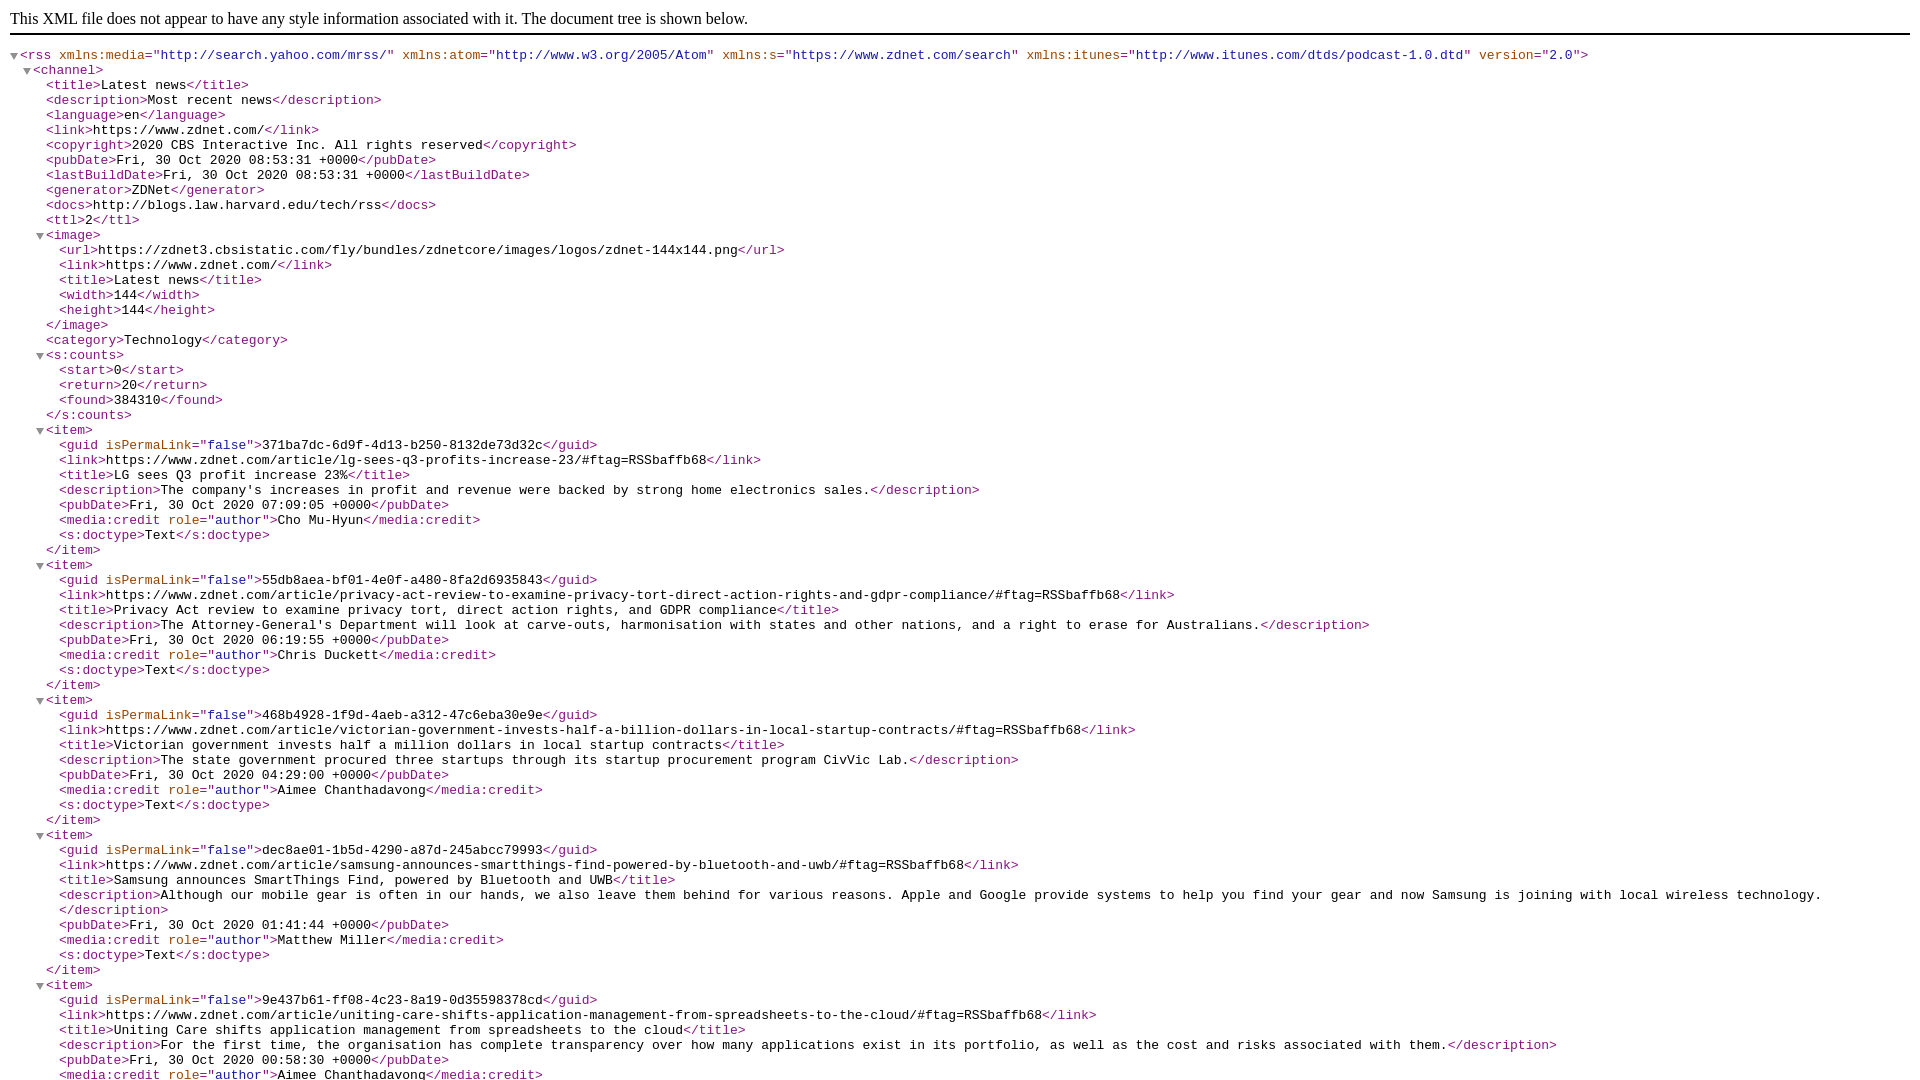 This XML file does not appear to have any style information associated with it. The document tree is shown below.
<rss xmlns:media="http://search.yahoo.com/mrss/" xmlns:atom="http://www.w3.org/2005/Atom" xmlns:s="https://www.zdnet.com/search" xmlns:itunes="http://www.itunes.com/dtds/podcast-1.0.dtd" version="2.0">
<channel>
<title>Latest news</title>
<description>Most recent news</description>
<language>en</language>
<link>https://www.zdnet.com/</link>
<copyright>2020 CBS Interactive Inc. All rights reserved</copyright>
<pubDate>Fri, 30 Oct 2020 08:53:31 +0000</pubDate>
<lastBuildDate>Fri, 30 Oct 2020 08:53:31 +0000</lastBuildDate>
<generator>ZDNet</generator>
<docs>http://blogs.law.harvard.edu/tech/rss</docs>
<ttl>2</ttl>
<image>
<url>https://zdnet3.cbsistatic.com/fly/bundles/zdnetcore/images/logos/zdnet-144x144.png</url>
<link>https://www.zdnet.com/</link>
<title>Latest news</title>
<width>144</width>
<height>144</height>
</image>
<category>Technology</category>
<s:counts>
<start>0</start>
<return>20</return>
<found>384310</found>
</s:counts>
<item>
<guid isPermaLink="false">371ba7dc-6d9f-4d13-b250-8132de73d32c</guid>
<link>https://www.zdnet.com/article/lg-sees-q3-profits-increase-23/#ftag=RSSbaffb68</link>
<title>LG sees Q3 profit increase 23%</title>
<description>The company's increases in profit and revenue were backed by strong home electronics sales.</description>
<pubDate>Fri, 30 Oct 2020 07:09:05 +0000</pubDate>
<media:credit role="author">Cho Mu-Hyun</media:credit>
<s:doctype>Text</s:doctype>
</item>
<item>
<guid isPermaLink="false">55db8aea-bf01-4e0f-a480-8fa2d6935843</guid>
<link>https://www.zdnet.com/article/privacy-act-review-to-examine-privacy-tort-direct-action-rights-and-gdpr-compliance/#ftag=RSSbaffb68</link>
<title>Privacy Act review to examine privacy tort, direct action rights, and GDPR compliance</title>
<description>The Attorney-General's Department will look at carve-outs, harmonisation with states and other nations, and a right to erase for Australians.</description>
<pubDate>Fri, 30 Oct 2020 06:19:55 +0000</pubDate>
<media:credit role="author">Chris Duckett</media:credit>
<s:doctype>Text</s:doctype>
</item>
<item>
<guid isPermaLink="false">468b4928-1f9d-4aeb-a312-47c6eba30e9e</guid>
<link>https://www.zdnet.com/article/victorian-government-invests-half-a-billion-dollars-in-local-startup-contracts/#ftag=RSSbaffb68</link>
<title>Victorian government invests half a million dollars in local startup contracts</title>
<description>The state government procured three startups through its startup procurement program CivVic Lab.</description>
<pubDate>Fri, 30 Oct 2020 04:29:00 +0000</pubDate>
<media:credit role="author">Aimee Chanthadavong</media:credit>
<s:doctype>Text</s:doctype>
</item>
<item>
<guid isPermaLink="false">dec8ae01-1b5d-4290-a87d-245abcc79993</guid>
<link>https://www.zdnet.com/article/samsung-announces-smartthings-find-powered-by-bluetooth-and-uwb/#ftag=RSSbaffb68</link>
<title>Samsung announces SmartThings Find, powered by Bluetooth and UWB</title>
<description>Although our mobile gear is often in our hands, we also leave them behind for various reasons. Apple and Google provide systems to help you find your gear and now Samsung is joining with local wireless technology.
</description>
<pubDate>Fri, 30 Oct 2020 01:41:44 +0000</pubDate>
<media:credit role="author">Matthew Miller</media:credit>
<s:doctype>Text</s:doctype>
</item>
<item>
<guid isPermaLink="false">9e437b61-ff08-4c23-8a19-0d35598378cd</guid>
<link>https://www.zdnet.com/article/uniting-care-shifts-application-management-from-spreadsheets-to-the-cloud/#ftag=RSSbaffb68</link>
<title>Uniting Care shifts application management from spreadsheets to the cloud</title>
<description>For the first time, the organisation has complete transparency over how many applications exist in its portfolio, as well as the cost and risks associated with them.</description>
<pubDate>Fri, 30 Oct 2020 00:58:30 +0000</pubDate>
<media:credit role="author">Aimee Chanthadavong</media:credit>